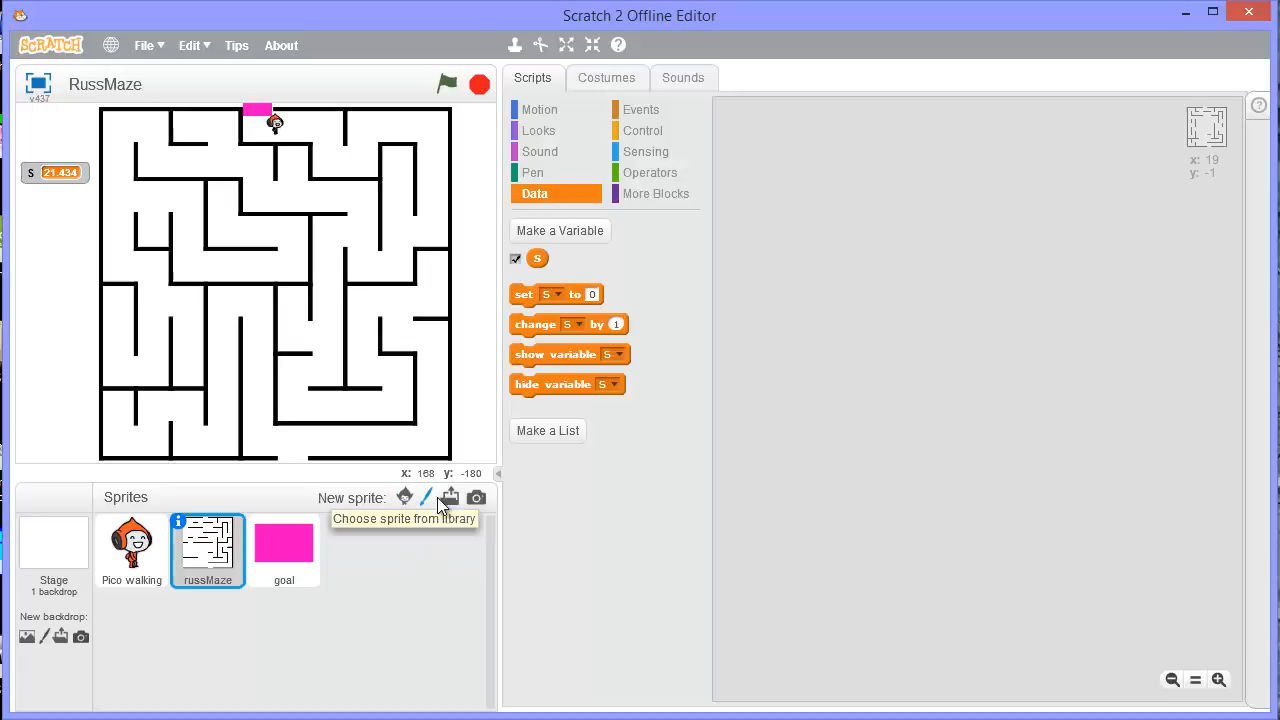 Scratch 2 Offline Editor
SCRATCH File Edit Tips About
v437
RussMaze
S 21.434
x: 168 y: -180
Sprites
New sprite:
Choose sprite from library
Stage
1 backdrop
New backdrop:
Pico walking
russMaze
goal
Scripts Costumes Sounds
Motion Events
Looks Control
Sound Sensing
Pen Operators
Data More Blocks
Make a Variable
S
set S to 0
change S by 1
show variable S
hide variable S
Make a List
x: 19
y: -1